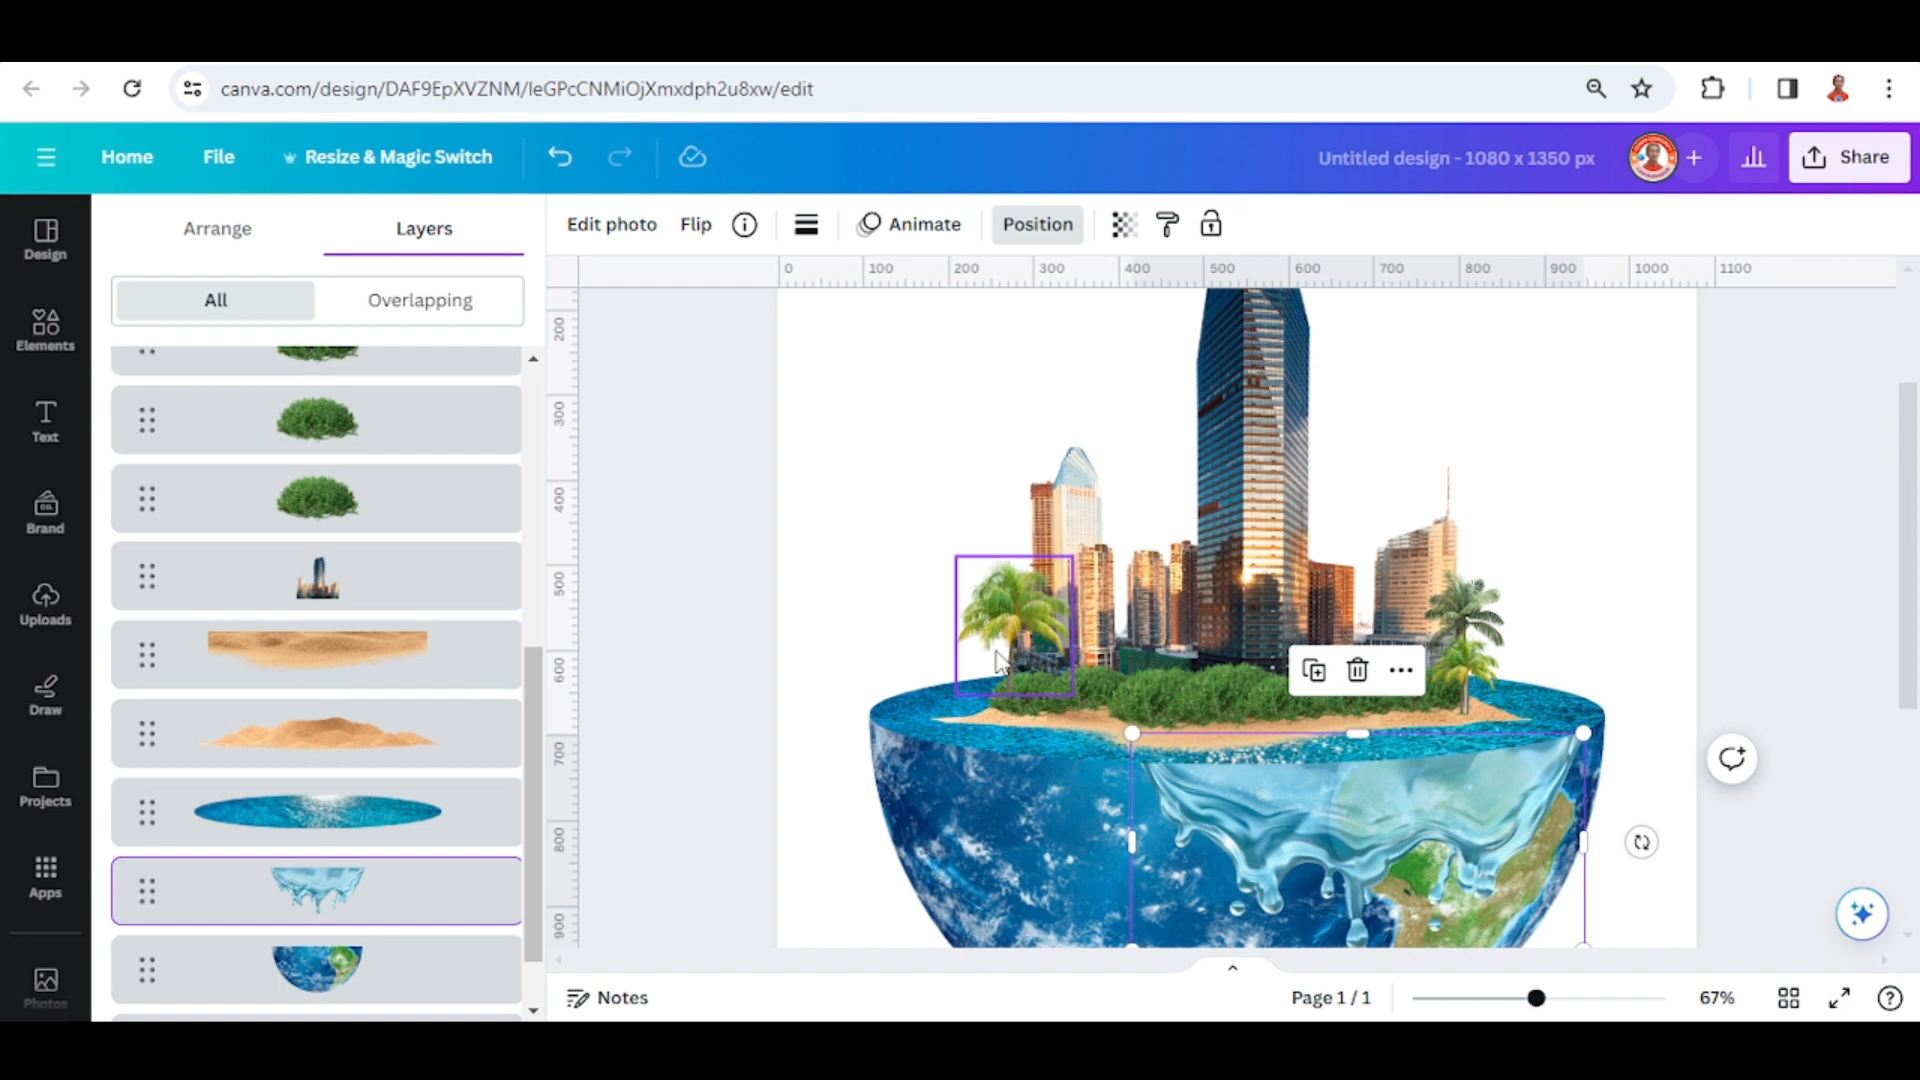 canva.com/design/DAF9EpXVZNM/leGPcCNMiOjXmxdph2u8xw/edit
Home File Resize & Magic Switch Untitled design - 1080 x 1350 px Share
Arrange Layers Edit photo Flip Animate Position
Design
0 100 200 300 400 500 600 700 800 900 1000 1100
All Overlapping
200
Elements
300
Text
400
Brand
500
Uploads
600
Draw
700
Projects
800
Apps
900
Photos
Notes Page 1 / 1 67%